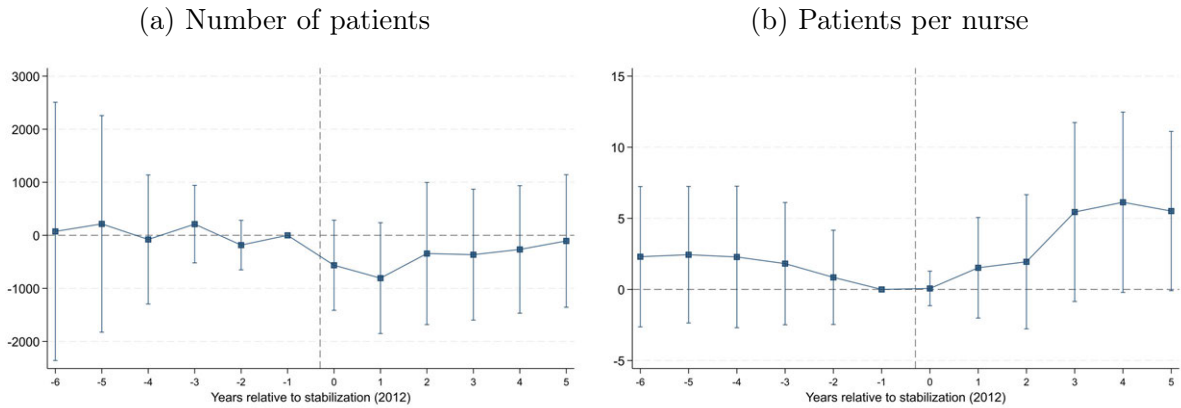 (a) Number of patients
3000
2000
1000
0
-1000
-2000
-6 -5 -4 -3 -2 -1 0 1 2 3 4 5
Years relative to stabilization (2012)
(b) Patients per nurse
15
10
5
0
-5
-6 -5 -4 -3 -2 -1 0 1 2 3 4 5
Years relative to stabilization (2012)